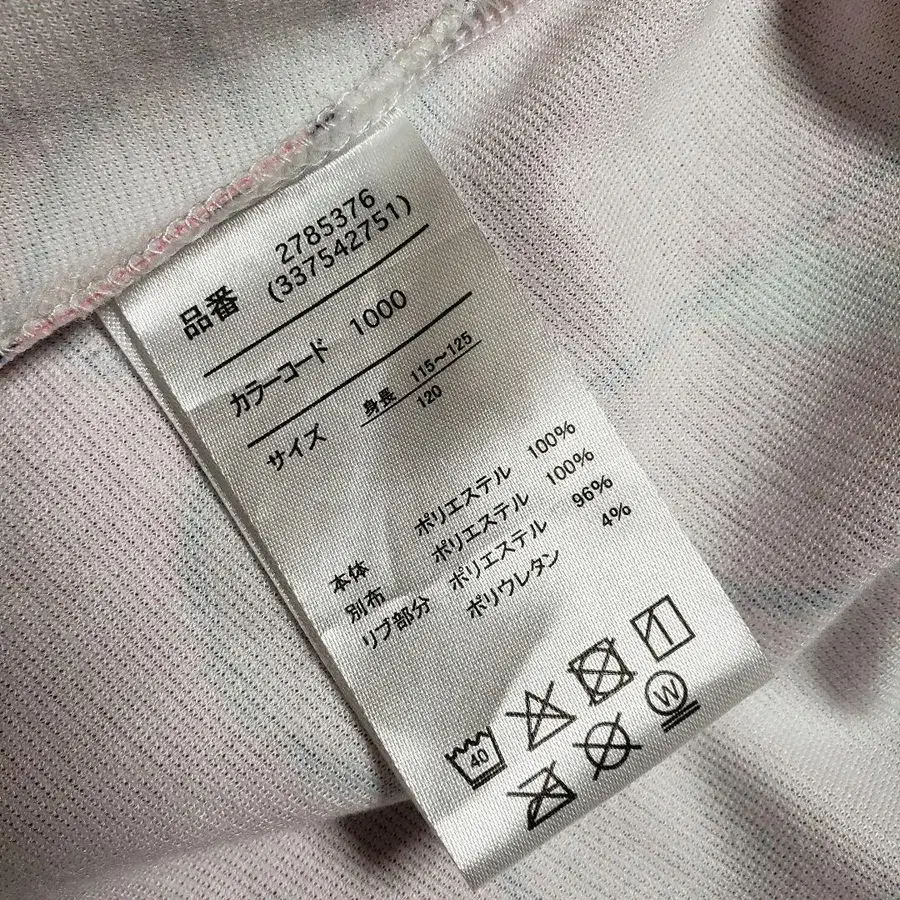 品番 2785376
(337542751)
カラーコード 1000
サイズ 身長 115～125
120
本体 ポリエステル 100%
別布 ポリエステル 100%
リブ部分 ポリエステル 96%
ポリウレタン 4%
40
W